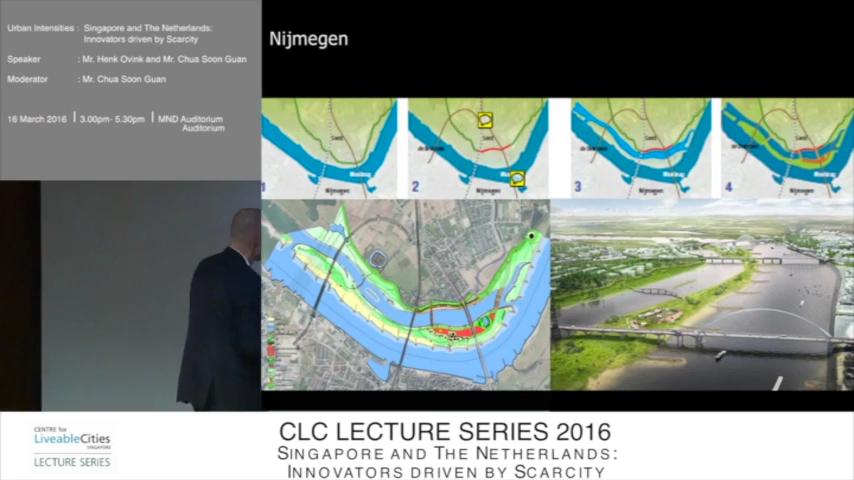 Urban Intensities : Singapore and The Netherlands:
Innovators driven by Scarcity
Speaker : Mr. Henk Ovink and Mr. Chua Soon Guan
Moderator : Mr. Chua Soon Guan
16 March 2016 | 3.00pm- 5.30pm | MND Auditorium
Auditorium
Nijmegen
1 Nijmegen
2 Nijmegen
3 Nijmegen
4 Nijmegen
CENTRE for
LiveableCities
SINGAPORE
LECTURE SERIES
CLC LECTURE SERIES 2016
SINGAPORE AND THE NETHERLANDS:
INNOVATORS DRIVEN BY SCARCITY